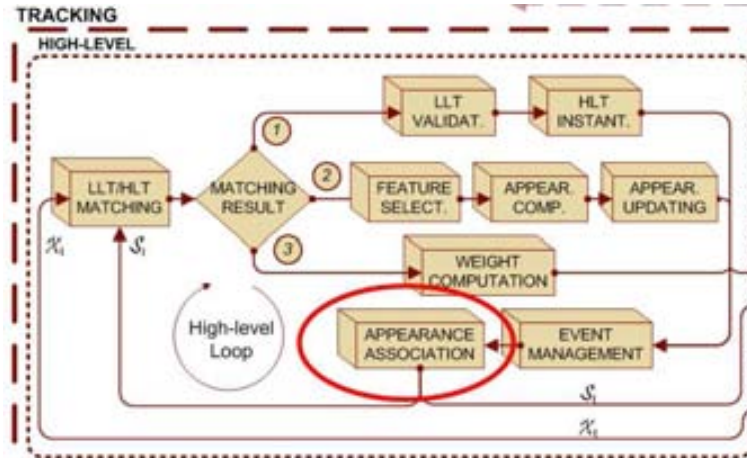 TRACKING
HIGH-LEVEL
LLT
VALIDAT.
HLT
INSTANT.
1
LLT/HLT
MATCHING
MATCHING
RESULT
2
FEATURE
SELECT.
APPEAR.
COMP.
APPEAR.
UPDATING
3
WEIGHT
COMPUTATION
High-level
Loop
APPEARANCE
ASSOCIATION
EVENT
MANAGEMENT